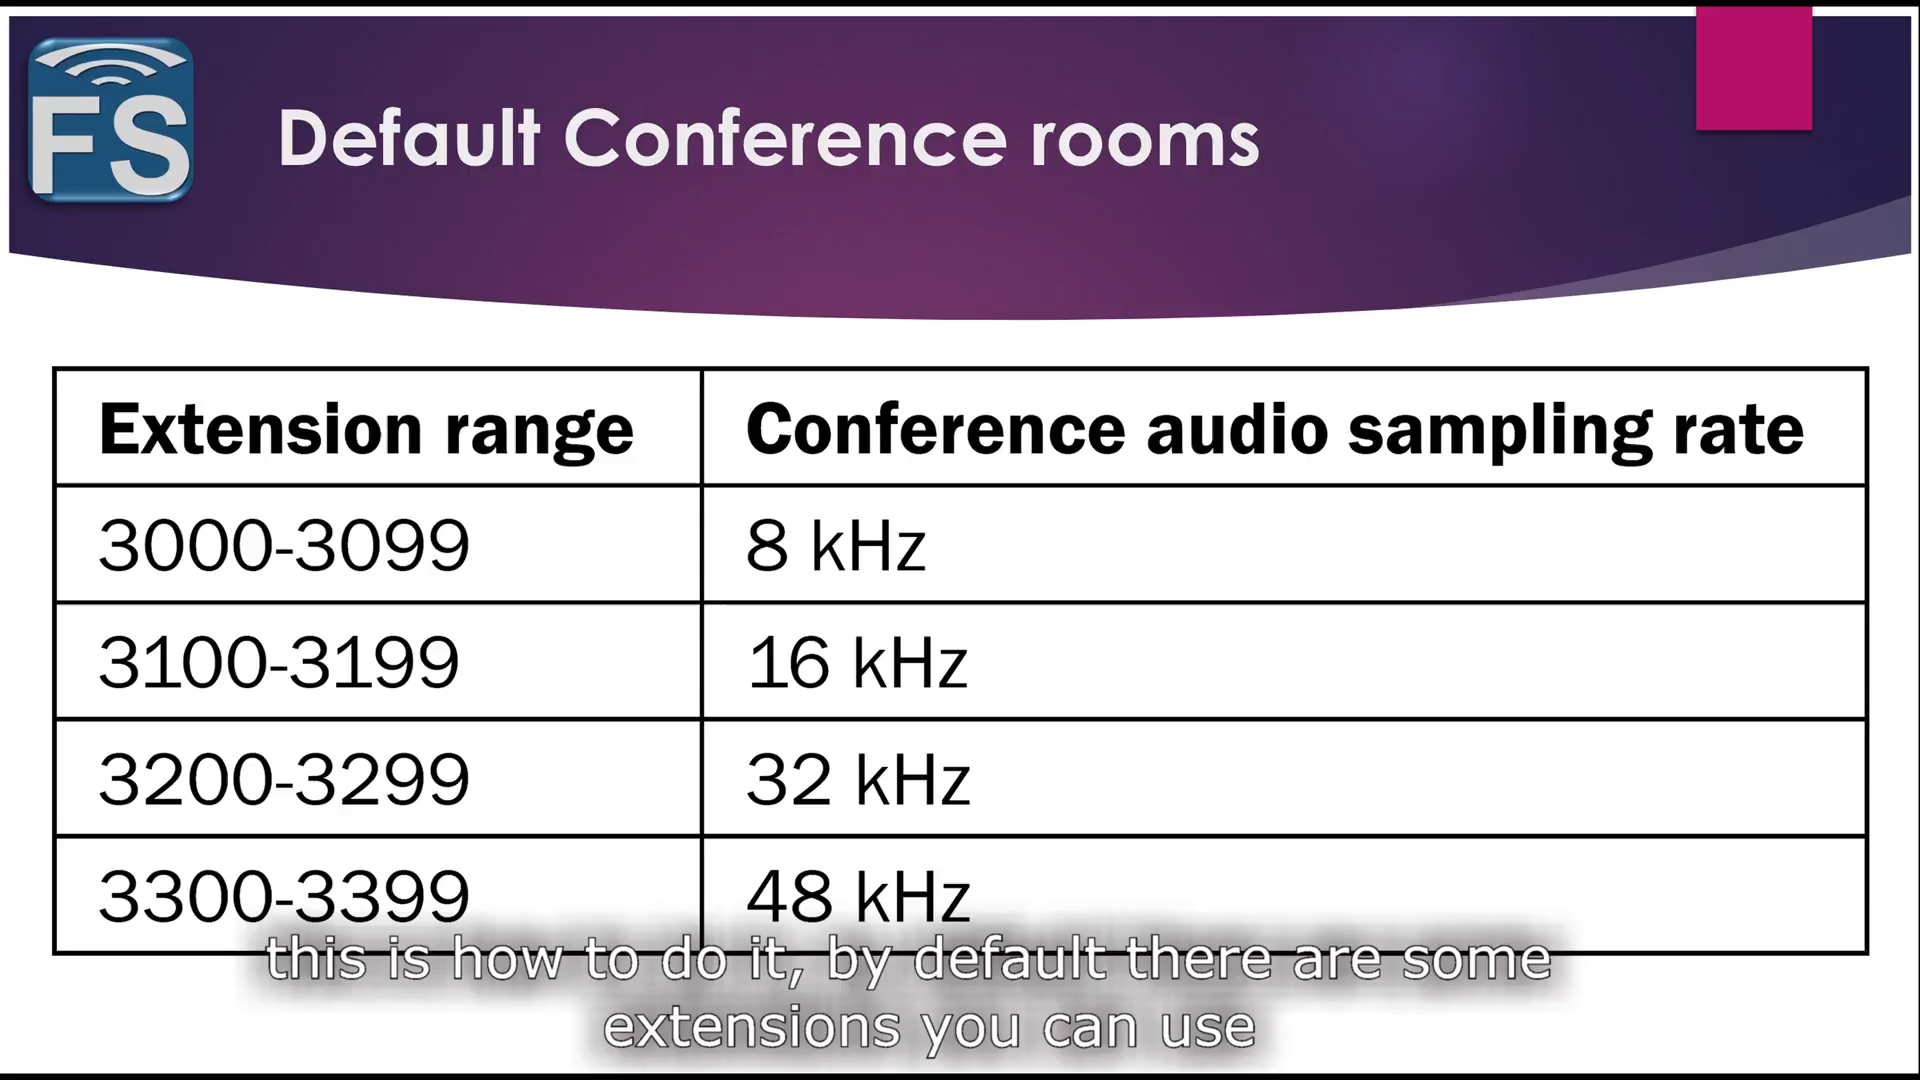 FS
Default Conference rooms
Extension range Conference audio sampling rate
3000-3099 8 kHz
3100-3199 16 kHz
3200-3299 32 kHz
3300-3399 48 kHz
this is how to do it, by default there are some
extensions you can use